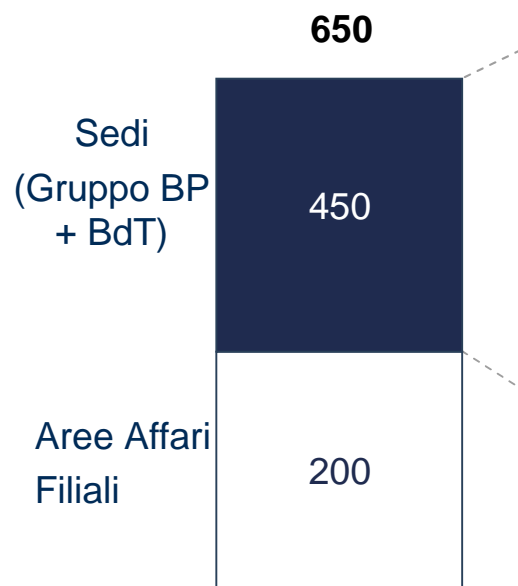 650
Sedi
(Gruppo BP
+ BdT)
450
Aree Affari
Filiali
200